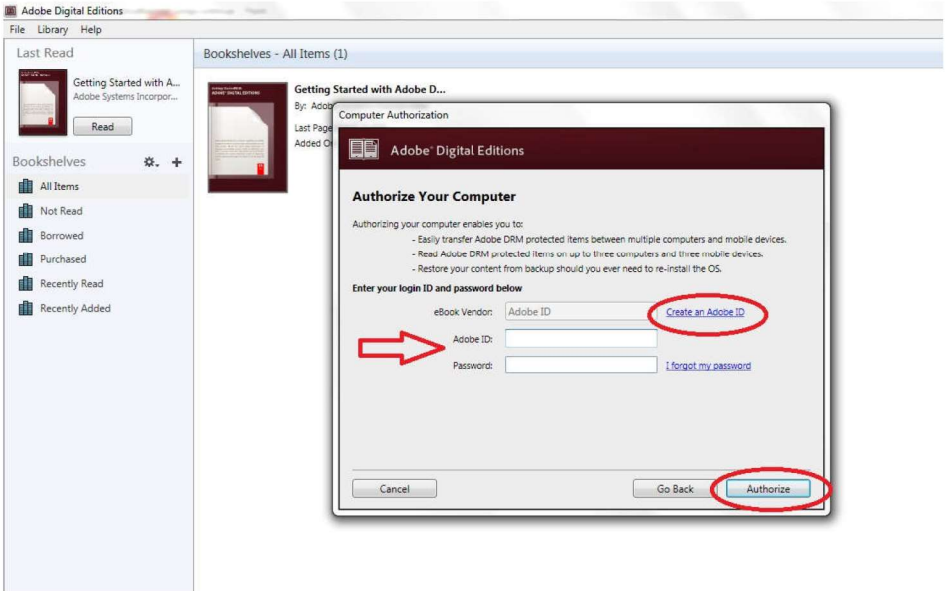 Adobe Digital Editions
File Library Help
Last Read
Getting Started with A...
Adobe Systems Incorpor...
Read
Bookshelves
All Items
Not Read
Borrowed
Purchased
Recently Read
Recently Added
Bookshelves - All Items (1)
Getting Started with Adobe D...
By: Adob
Last Page
Added O
Computer Authorization
Adobe® Digital Editions
Authorize Your Computer
Authorizing your computer enables you to:
- Easily transfer Adobe DRM protected items between multiple computers and mobile devices.
- Read Adobe DRM protected items on up to three computers and three mobile devices.
- Restore your content from backup should you ever need to re-install the OS.
Enter your login ID and password below
eBook Vendor: Adobe ID Create an Adobe ID
Adobe ID:
Password: I forgot my password
Cancel Go Back Authorize